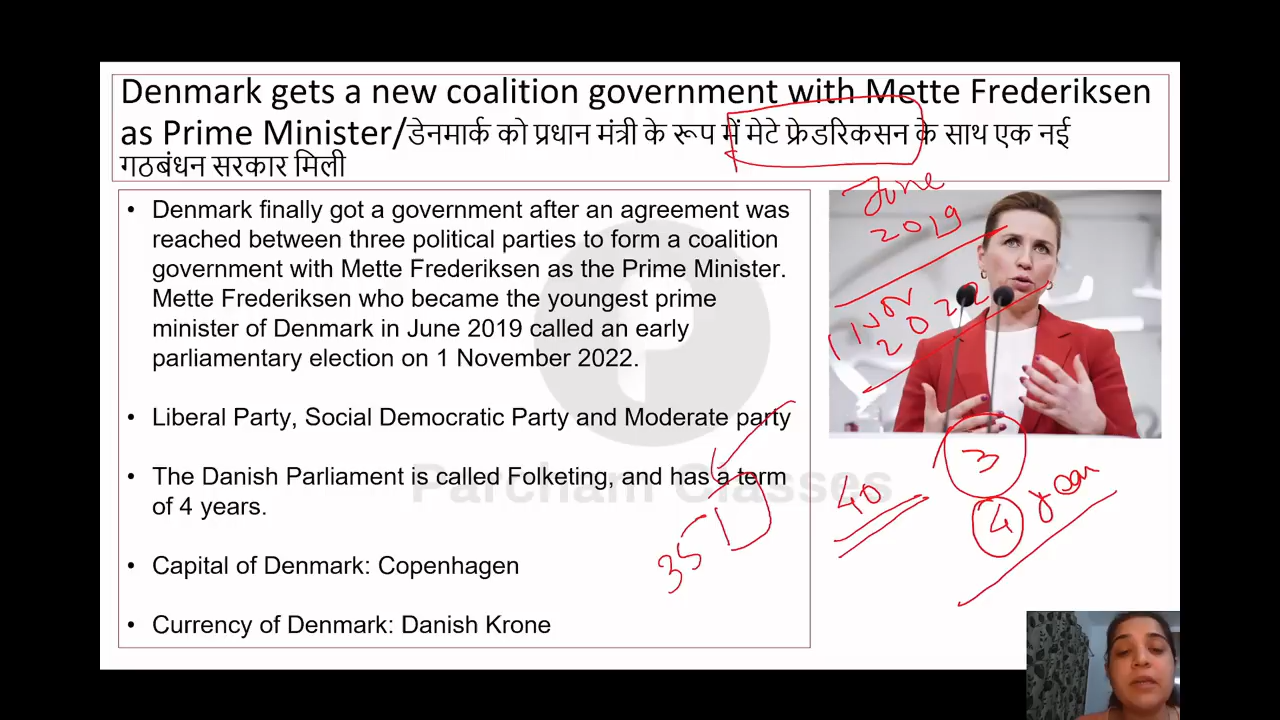 Denmark gets a new coalition government with Mette Frederiksen
as Prime Minister/डेनमार्क को प्रधान मंत्री के रूप में मेटे फ्रेडरिकसन के साथ एक नई
गठबंधन सरकार मिली
• Denmark finally got a government after an agreement was
reached between three political parties to form a coalition
government with Mette Frederiksen as the Prime Minister.
Mette Frederiksen who became the youngest prime
minister of Denmark in June 2019 called an early
parliamentary election on 1 November 2022.
• Liberal Party, Social Democratic Party and Moderate party
• The Danish Parliament is called Folketing, and has a term
of 4 years.
• Capital of Denmark: Copenhagen
• Currency of Denmark: Danish Krone
Parcham Classes
June
2019
1 Nov
2022
3
40
4 year
35